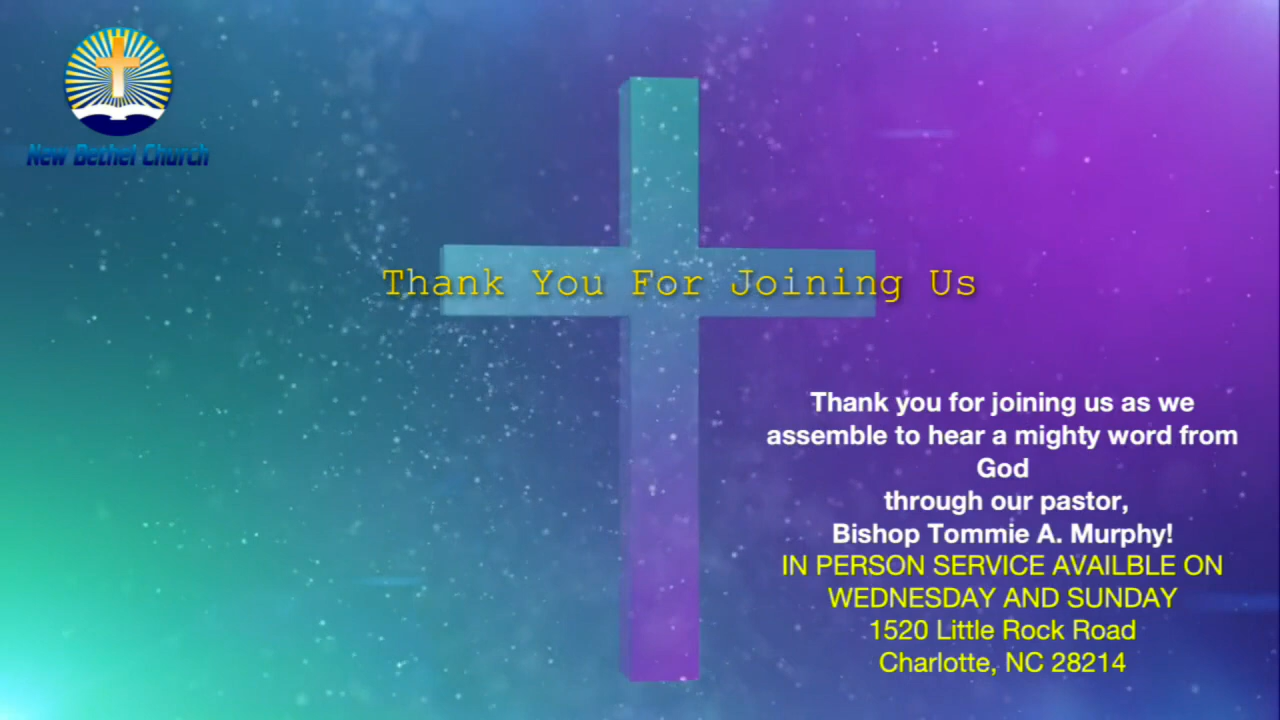 New Bethel Church
Thank You For Joining Us
Thank you for joining us as we
assemble to hear a mighty word from
God
through our pastor,
Bishop Tommie A. Murphy!
IN PERSON SERVICE AVAILBLE ON
WEDNESDAY AND SUNDAY
1520 Little Rock Road
Charlotte, NC 28214